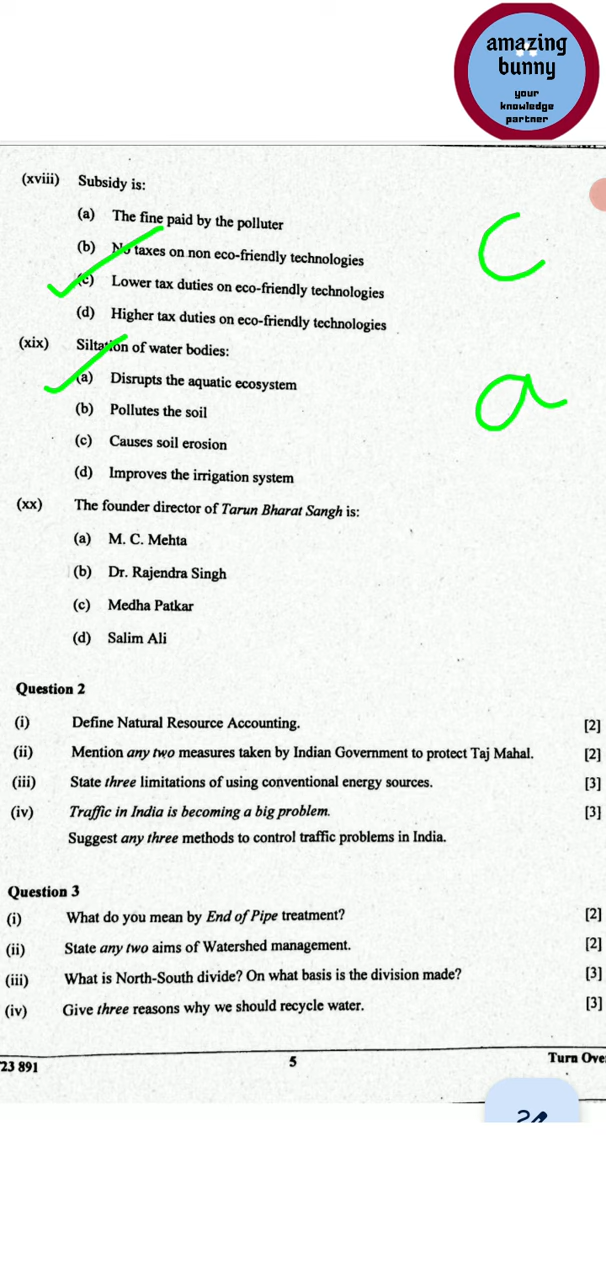 amazing
bunny
your
knowledge
partner
(xviii) Subsidy is:
(a) The fine paid by the polluter
(b) No taxes on non eco-friendly technologies
(c) Lower tax duties on eco-friendly technologies
(d) Higher tax duties on eco-friendly technologies
C
(xix) Siltation of water bodies:
(a) Disrupts the aquatic ecosystem
(b) Pollutes the soil
(c) Causes soil erosion
(d) Improves the irrigation system
a
(xx) The founder director of Tarun Bharat Sangh is:
(a) M. C. Mehta
(b) Dr. Rajendra Singh
(c) Medha Patkar
(d) Salim Ali
Question 2
(i) Define Natural Resource Accounting. [2]
(ii) Mention any two measures taken by Indian Government to protect Taj Mahal. [2]
(iii) State three limitations of using conventional energy sources. [3]
(iv) Traffic in India is becoming a big problem. [3]
Suggest any three methods to control traffic problems in India.
Question 3
(i) What do you mean by End of Pipe treatment? [2]
(ii) State any two aims of Watershed management. [2]
(iii) What is North-South divide? On what basis is the division made? [3]
(iv) Give three reasons why we should recycle water. [3]
23 891 5 Turn Ove